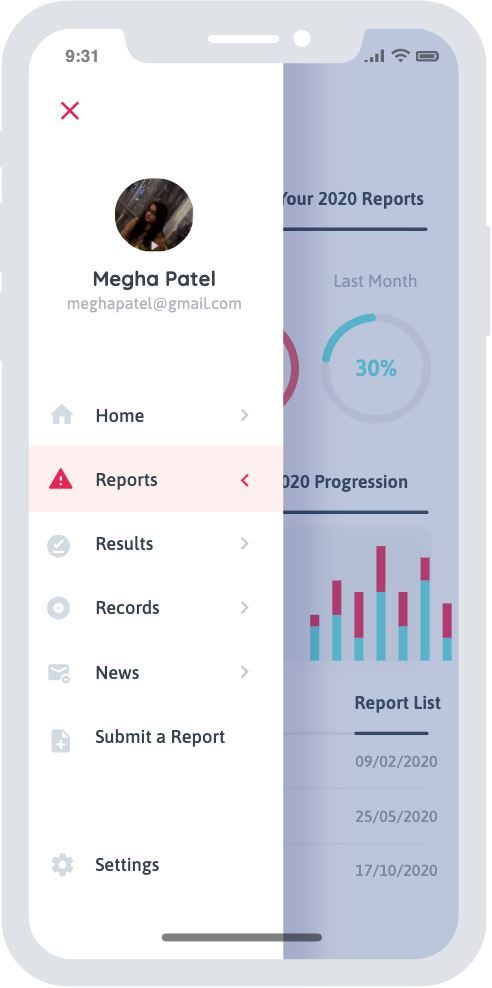 9:31
Your 2020 Reports
Megha Patel
meghapatel@gmail.com
Last Month
30%
Home
Reports
020 Progression
Results
Records
News
Submit a Report
Report List
09/02/2020
25/05/2020
17/10/2020
Settings